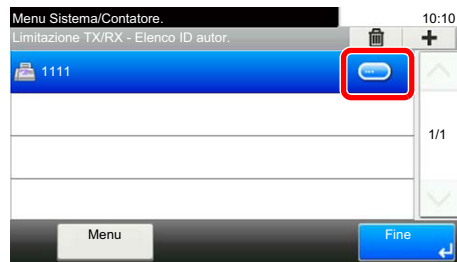 Menu Sistema/Contatore. 10:10
Limitazione TX/RX - Elenco ID autor.
1111
1/1
Menu Fine